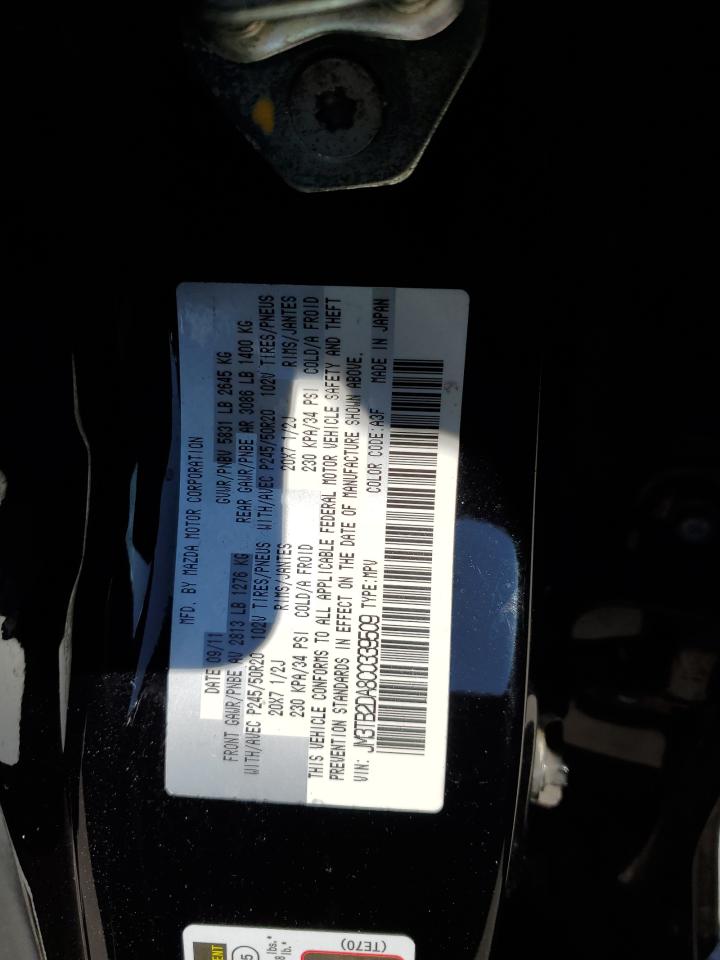 MFD. BY MAZDA MOTOR CORPORATION
DATE 09/11 GVWR/PNBV 5831 LB 2645 KG
FRONT GAWR/PNBE AV 2813 LB 1276 KG REAR GAWR/PNBE AR 3086 LB 1400 KG
WITH/AVEC P245/50R20 102V TIRES/PNEUS WITH/AVEC P245/50R20 102V TIRES/PNEUS
20X7 1/2J RIMS/JANTES 20X7 1/2J RIMS/JANTES
230 KPA/34 PSI COLD/A FROID 230 KPA/34 PSI COLD/A FROID
THIS VEHICLE CONFORMS TO ALL APPLICABLE FEDERAL MOTOR VEHICLE SAFETY AND THEFT
PREVENTION STANDARDS IN EFFECT ON THE DATE OF MANUFACTURE SHOWN ABOVE.
VIN: JM3TB2DA8C0339509 TYPE:MPV COLOR CODE:A3F MADE IN JAPAN
(TE70)
lbs.*
lb.*